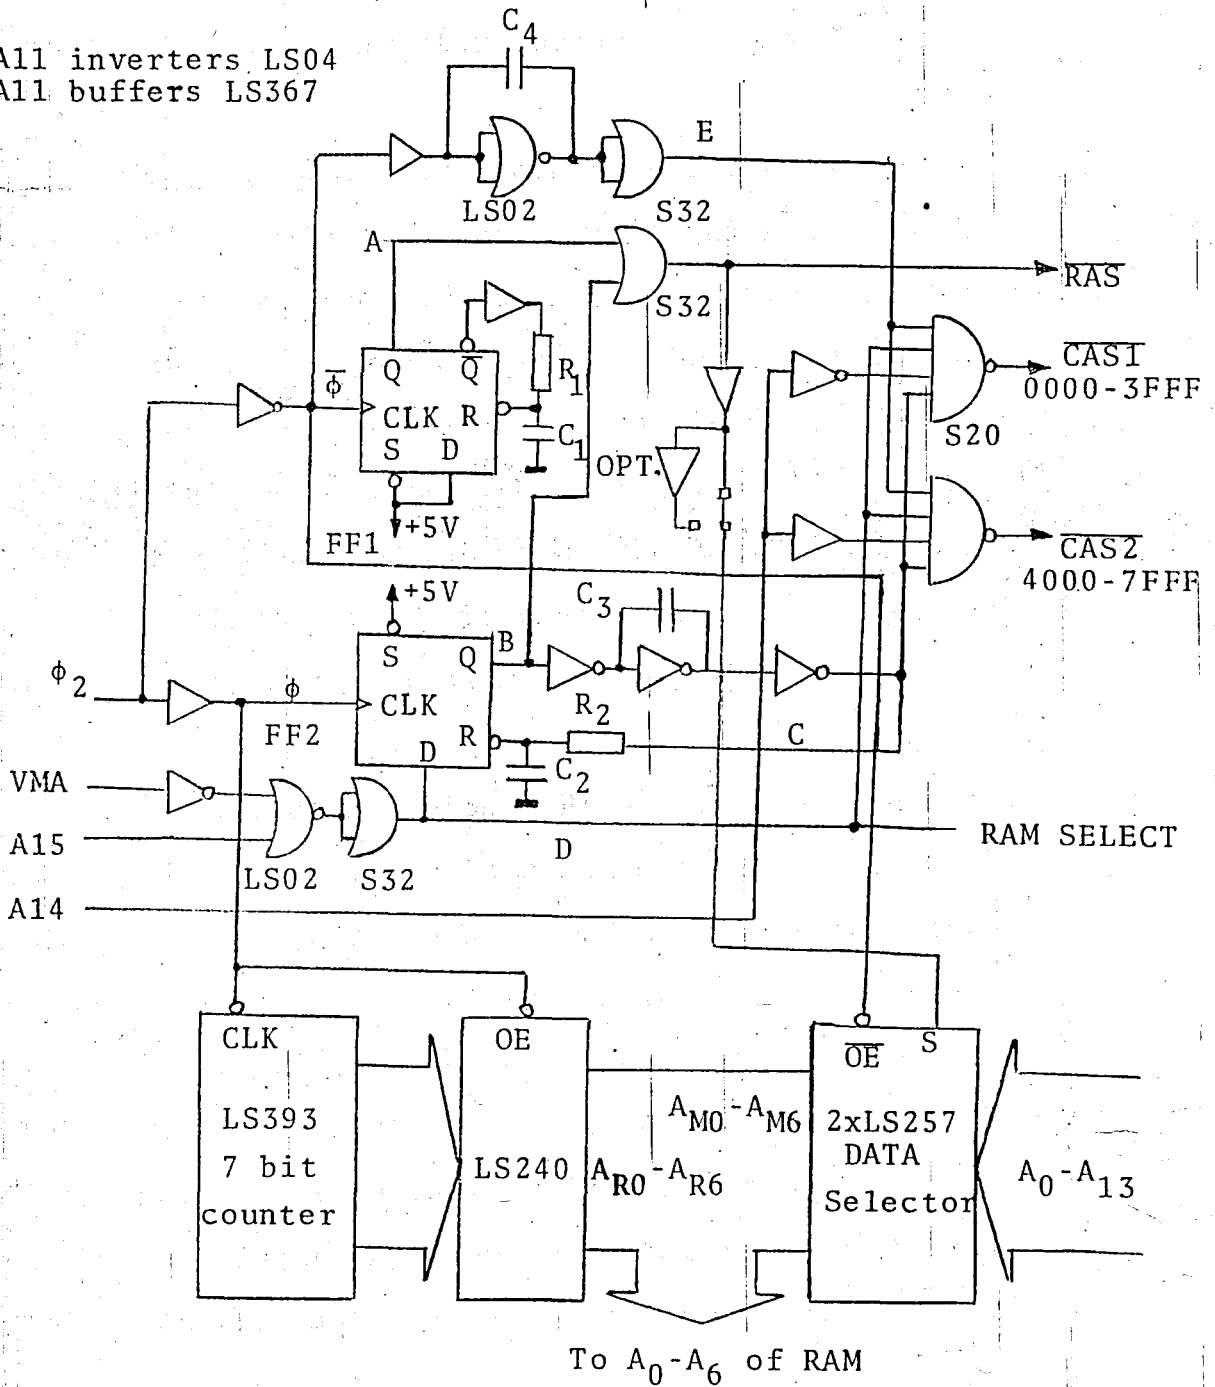 All inverters LS04
All buffers LS367
C4
LS02
S32
E
A
S32
RAS
Q
Q
CLK
R
S
D
φ
R1
C1
+5V
FF1
OPT.
CAS1
0000-3FFF
S20
CAS2
4000-7FFF
+5V
S
Q
CLK
R
D
B
C3
φ2
φ
FF2
R2
C
C2
VMA
A15
LS02
S32
D
RAM SELECT
A14
CLK
LS393
7 bit
counter
OE
LS240
AM0-AM6
AR0-AR6
OE
S
2xLS257
DATA
Selector
A0-A13
To A0-A6 of RAM